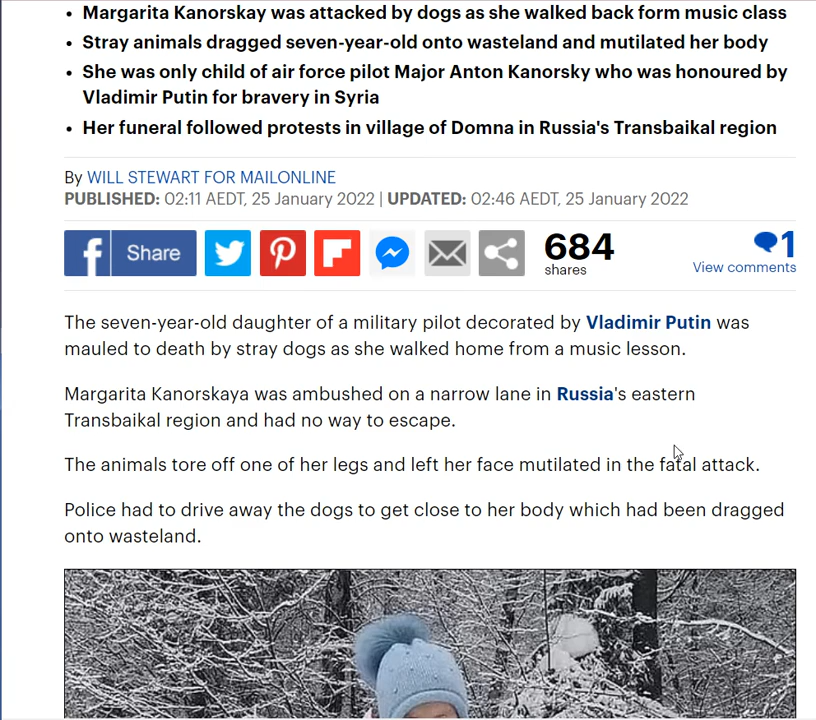 Margarita Kanorskay was attacked by dogs as she walked back form music class
Stray animals dragged seven-year-old onto wasteland and mutilated her body
She was only child of air force pilot Major Anton Kanorsky who was honoured by
Vladimir Putin for bravery in Syria
Her funeral followed protests in village of Domna in Russia's Transbaikal region
By WILL STEWART FOR MAILONLINE
PUBLISHED: 02:11 AEDT, 25 January 2022 | UPDATED: 02:46 AEDT, 25 January 2022
f Share
684
shares
1
View comments
The seven-year-old daughter of a military pilot decorated by Vladimir Putin was
mauled to death by stray dogs as she walked home from a music lesson.
Margarita Kanorskaya was ambushed on a narrow lane in Russia's eastern
Transbaikal region and had no way to escape.
The animals tore off one of her legs and left her face mutilated in the fatal attack.
Police had to drive away the dogs to get close to her body which had been dragged
onto wasteland.